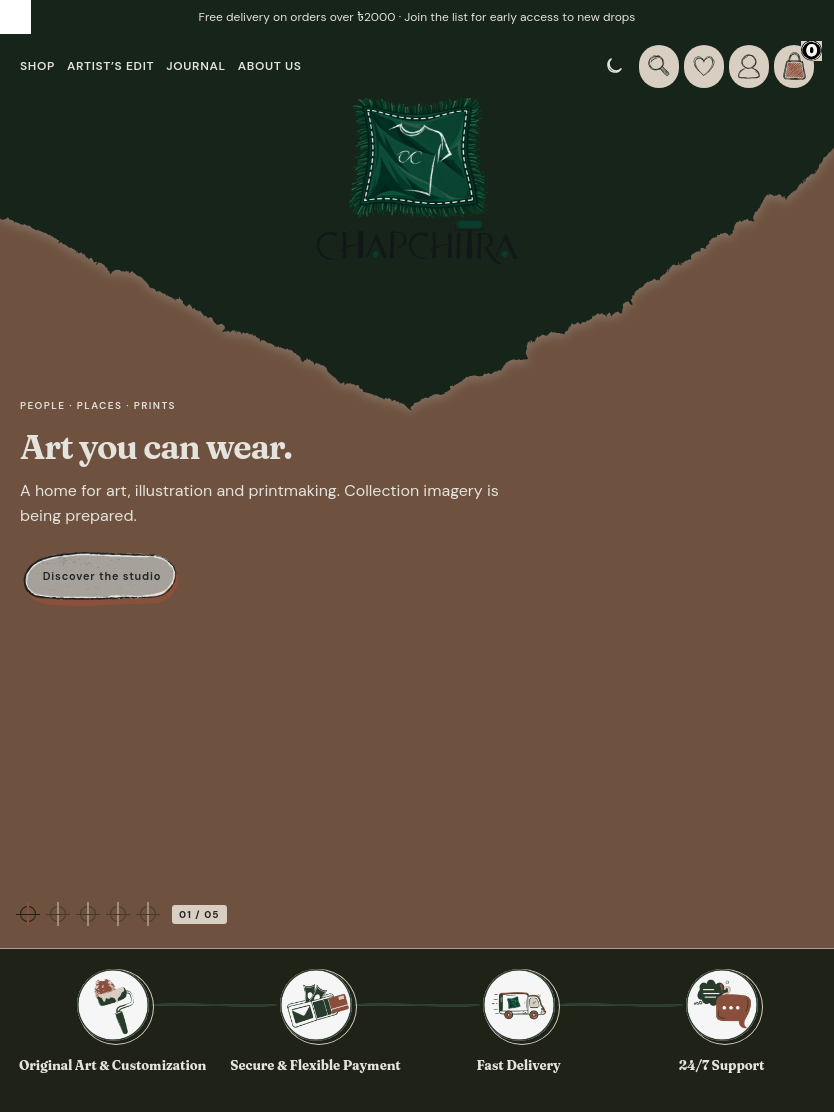 Free delivery on orders over ৳2000 · Join the list for early access to new drops
SHOP ARTIST’S EDIT JOURNAL ABOUT US
0
CC
CHAPCHITRA
PEOPLE · PLACES · PRINTS
Art you can wear.
A home for art, illustration and printmaking. Collection imagery is
being prepared.
Discover the studio
01 / 05
Original Art & Customization Secure & Flexible Payment Fast Delivery 24/7 Support